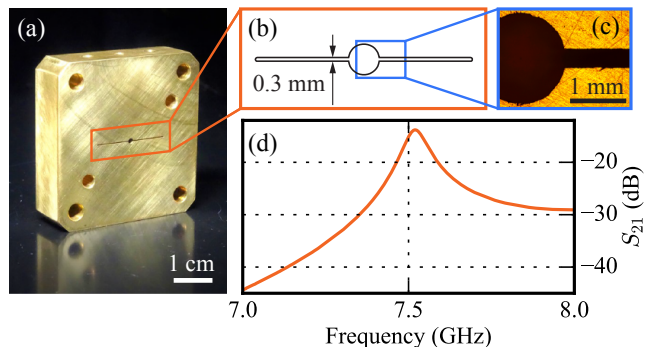 (a)
1 cm
(b)
0.3 mm
(c)
1 mm
(d)
−20
−30
−40
S21 (dB)
7.0 7.5 8.0
Frequency (GHz)